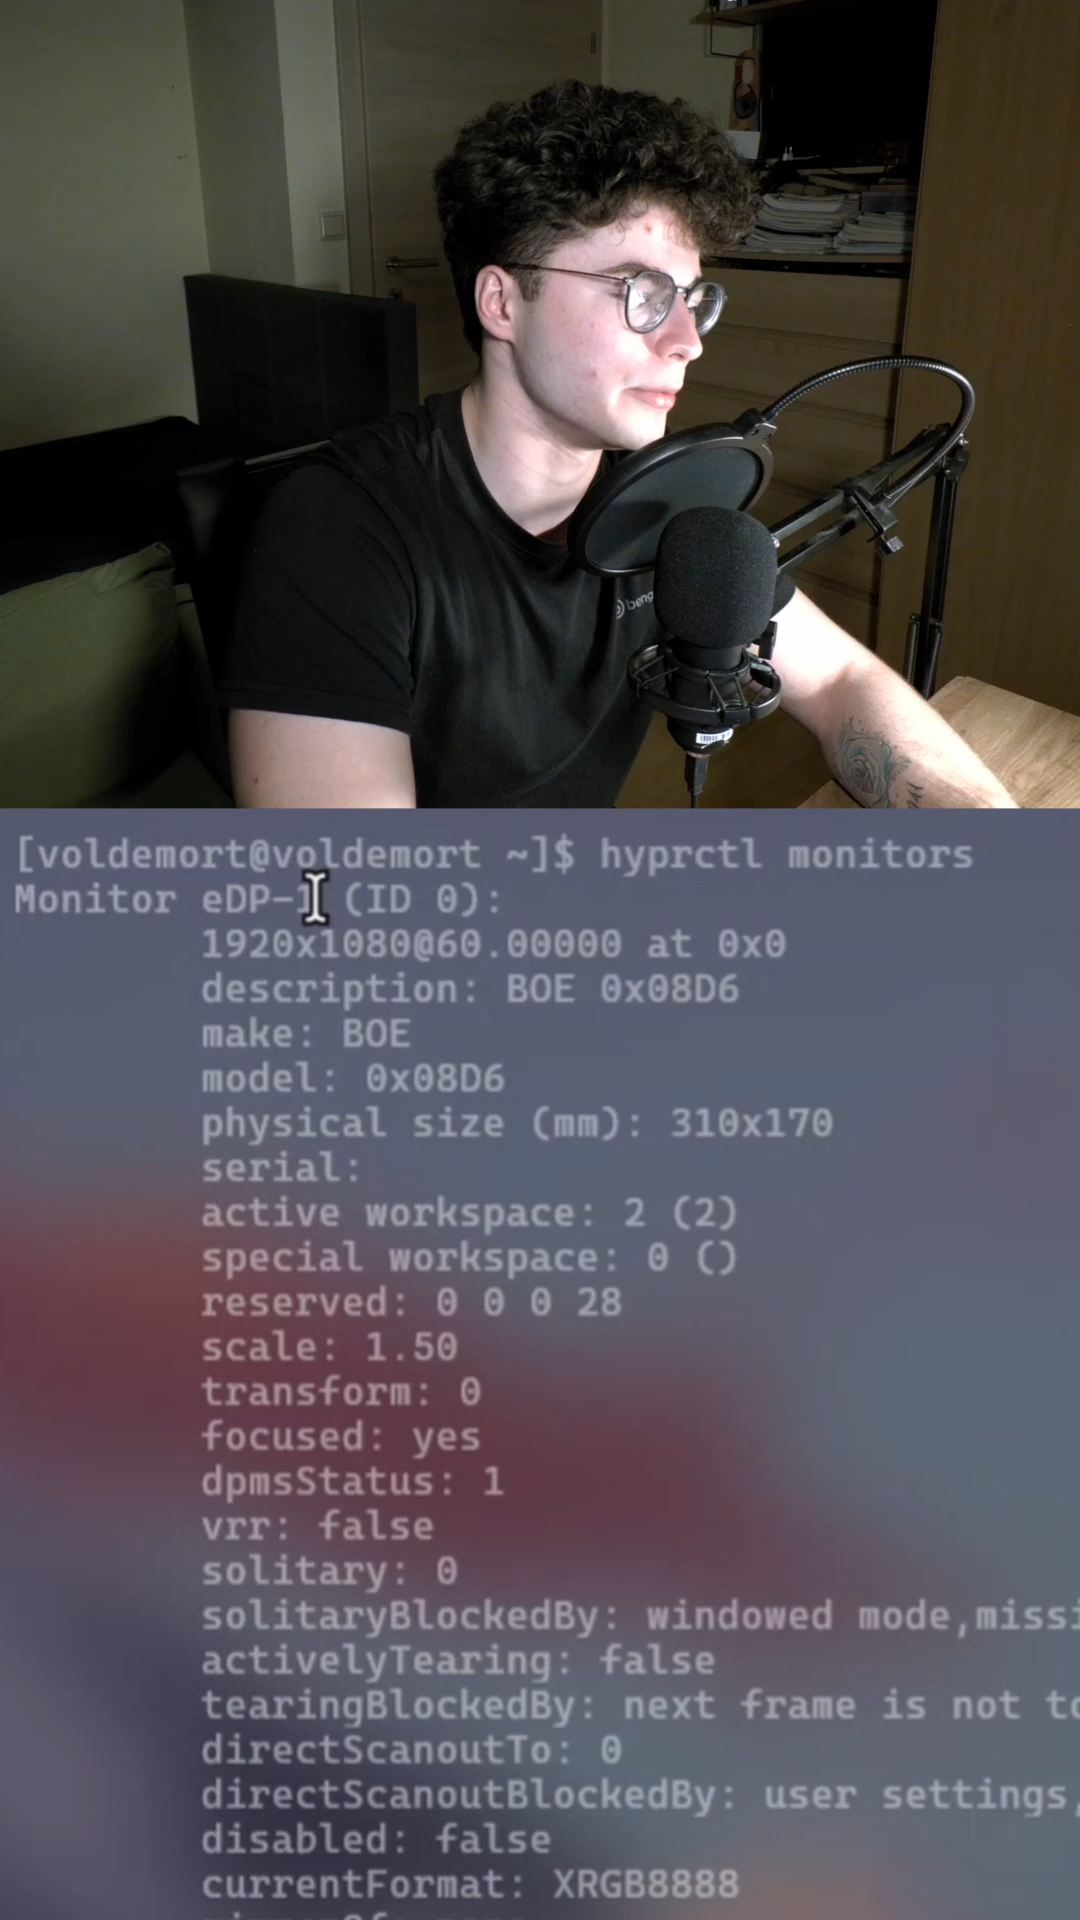 beng
[voldemort@voldemort ~]$ hyprctl monitors
Monitor eDP-1 (ID 0):
1920x1080@60.00000 at 0x0
description: BOE 0x08D6
make: BOE
model: 0x08D6
physical size (mm): 310x170
serial:
active workspace: 2 (2)
special workspace: 0 ()
reserved: 0 0 0 28
scale: 1.50
transform: 0
focused: yes
dpmsStatus: 1
vrr: false
solitary: 0
solitaryBlockedBy: windowed mode,missi
activelyTearing: false
tearingBlockedBy: next frame is not to
directScanoutTo: 0
directScanoutBlockedBy: user settings,
disabled: false
currentFormat: XRGB8888